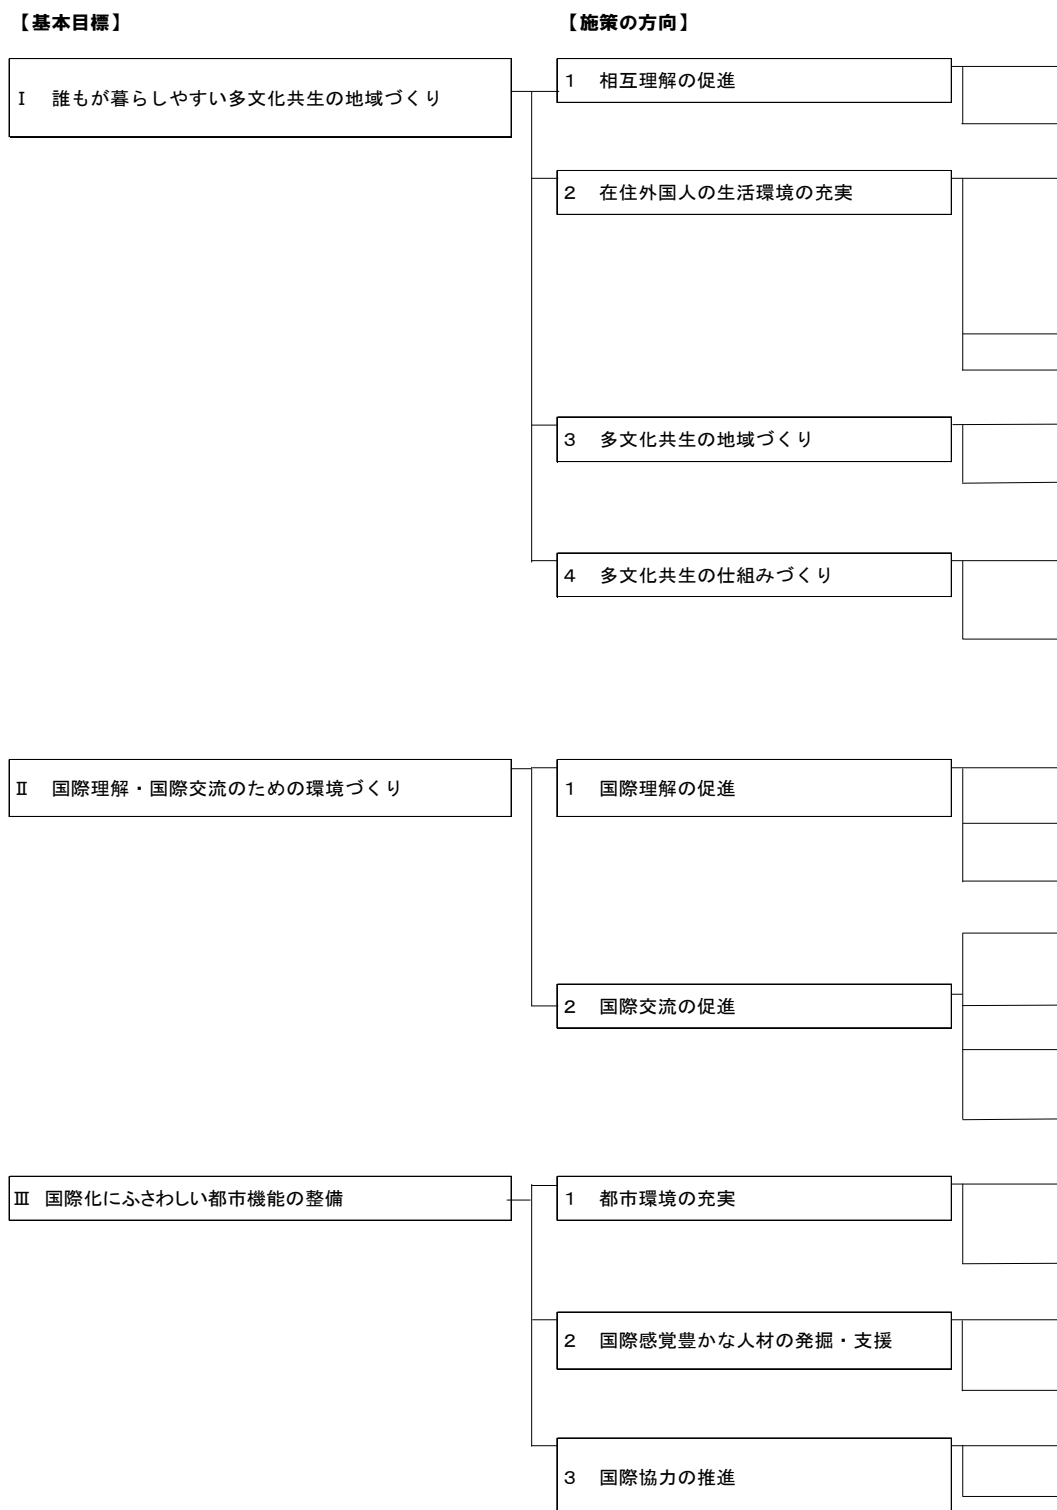 【基本目標】 【施策の方向】
Ⅰ 誰もが暮らしやすい多文化共生の地域づくり
1 相互理解の促進
2 在住外国人の生活環境の充実
3 多文化共生の地域づくり
4 多文化共生の仕組みづくり
Ⅱ 国際理解・国際交流のための環境づくり
1 国際理解の促進
2 国際交流の促進
Ⅲ 国際化にふさわしい都市機能の整備
1 都市環境の充実
2 国際感覚豊かな人材の発掘・支援
3 国際協力の推進